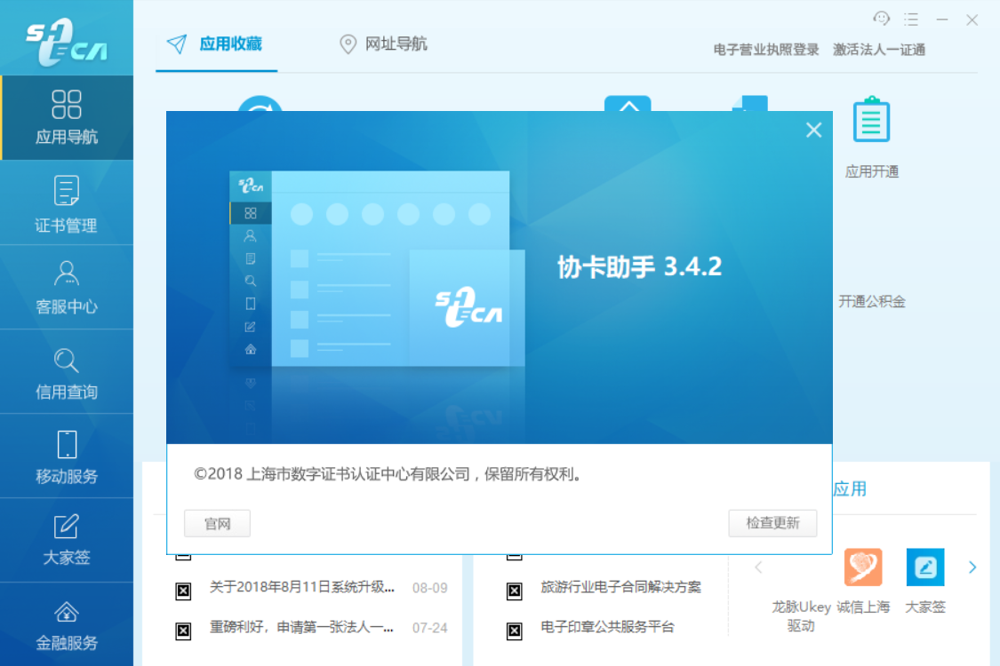 SHECA
应用收藏
网址导航
电子营业执照登录
激活法人一证通
应用导航
证书管理
客服中心
信用查询
移动服务
大家签
金融服务
应用开通
开通公积金
SHECA
SHECA
协卡助手 3.4.2
©2018 上海市数字证书认证中心有限公司，保留所有权利。
官网
检查更新
应用
关于2018年8月11日系统升级... 08-09
重磅利好，申请第一张法人一... 07-24
旅游行业电子合同解决方案
电子印章公共服务平台
龙脉Ukey
驱动
诚信上海
大家签